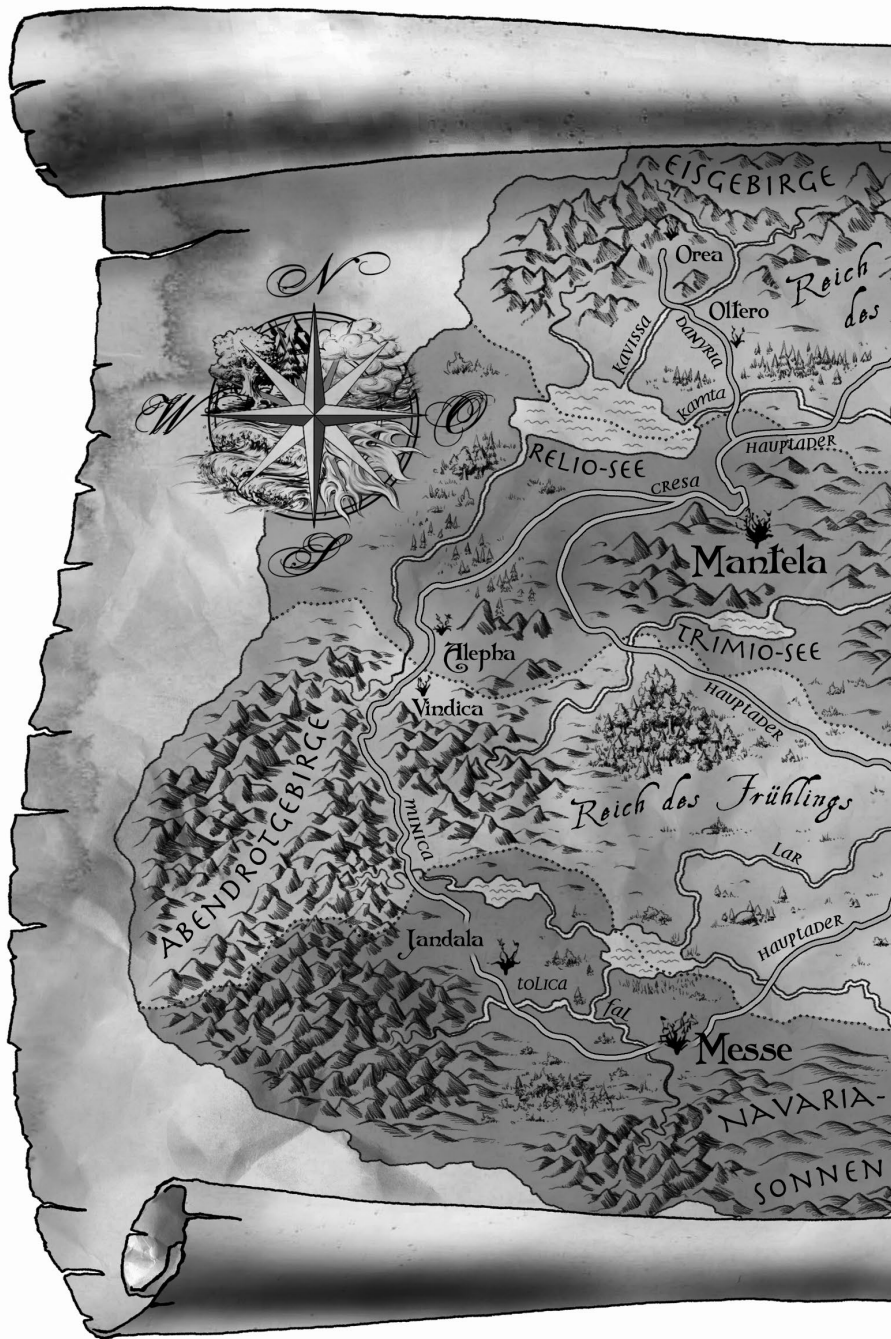 EISGEBIRGE
Orea
Reich
des
Oltero
N
W
O
S
KAVISSA
DANYRIA
KAMTA
HAUPTADER
RELIO-SEE
CRESA
Mantela
Alepha
TRIMIO-SEE
Vindica
HAUPTADER
ABENDROTGEBIRGE
MINICA
Reich des Frühlings
LAR
HAUPTADER
Jandala
TOLICA
FAL
Messe
NAVARIA-
SONNEN